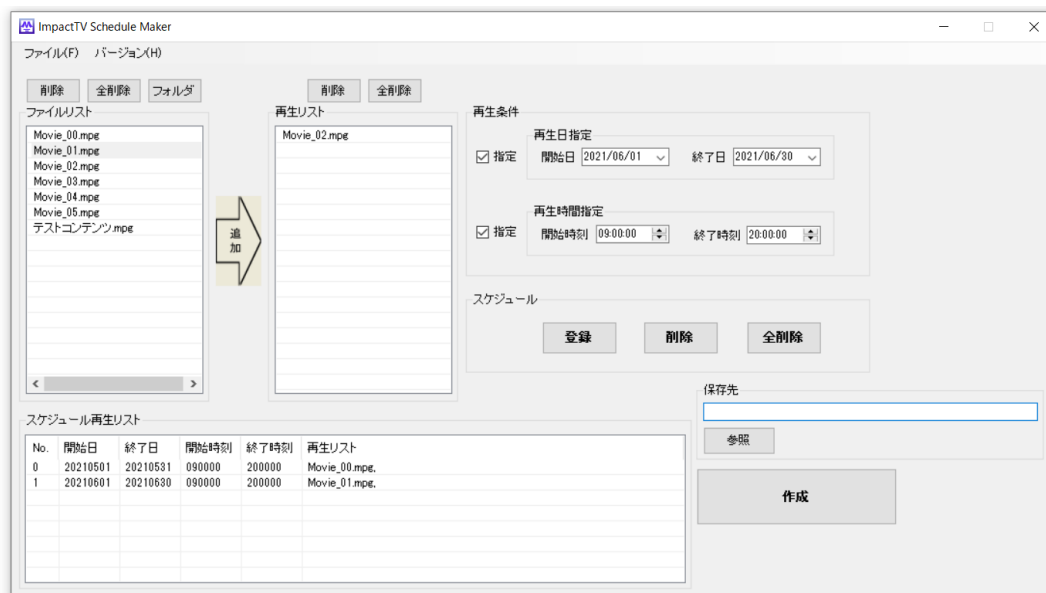 ImpactTV Schedule Maker
ファイル(F) バージョン(H)
削除 全削除 フォルダ
ファイルリスト
Movie_00.mpg
Movie_01.mpg
Movie_02.mpg
Movie_03.mpg
Movie_04.mpg
Movie_05.mpg
テストコンテンツ.mpg
追加
削除 全削除
再生リスト
Movie_02.mpg
再生条件
再生日指定
指定 開始日 2021/06/01 終了日 2021/06/30
再生時間指定
指定 開始時刻 09:00:00 終了時刻 20:00:00
スケジュール
登録 削除 全削除
保存先
参照
作成
スケジュール再生リスト
No. 開始日 終了日 開始時刻 終了時刻 再生リスト
0 20210501 20210531 090000 200000 Movie_00.mpg,
1 20210601 20210630 090000 200000 Movie_01.mpg,